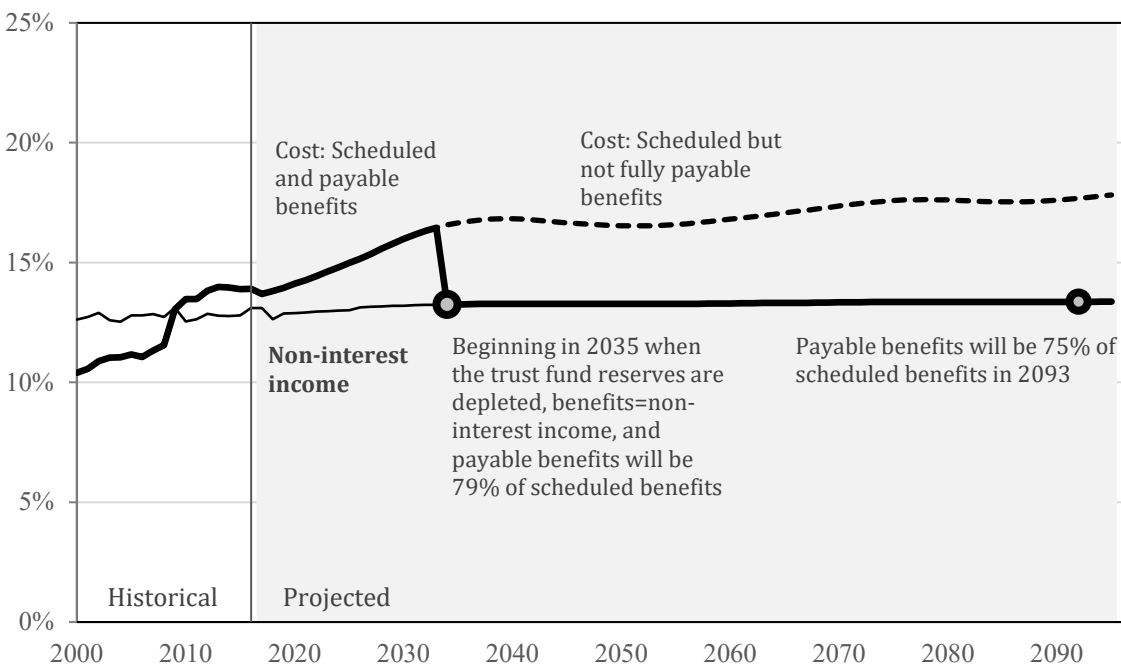 25%
20%
15%
10%
5%
0%
Cost: Scheduled
and payable
benefits
Cost: Scheduled but
not fully payable
benefits
Non-interest
income
Beginning in 2035 when
the trust fund reserves are
depleted, benefits=non-
interest income, and
payable benefits will be
79% of scheduled benefits
Payable benefits will be 75% of
scheduled benefits in 2093
Historical
Projected
2000 2010 2020 2030 2040 2050 2060 2070 2080 2090